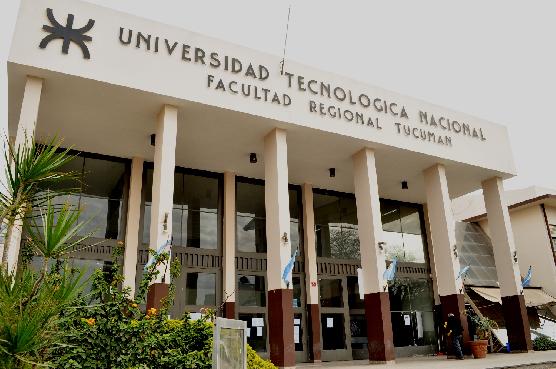 UNIVERSIDAD TECNOLOGICA NACIONAL
FACULTAD REGIONAL TUCUMAN